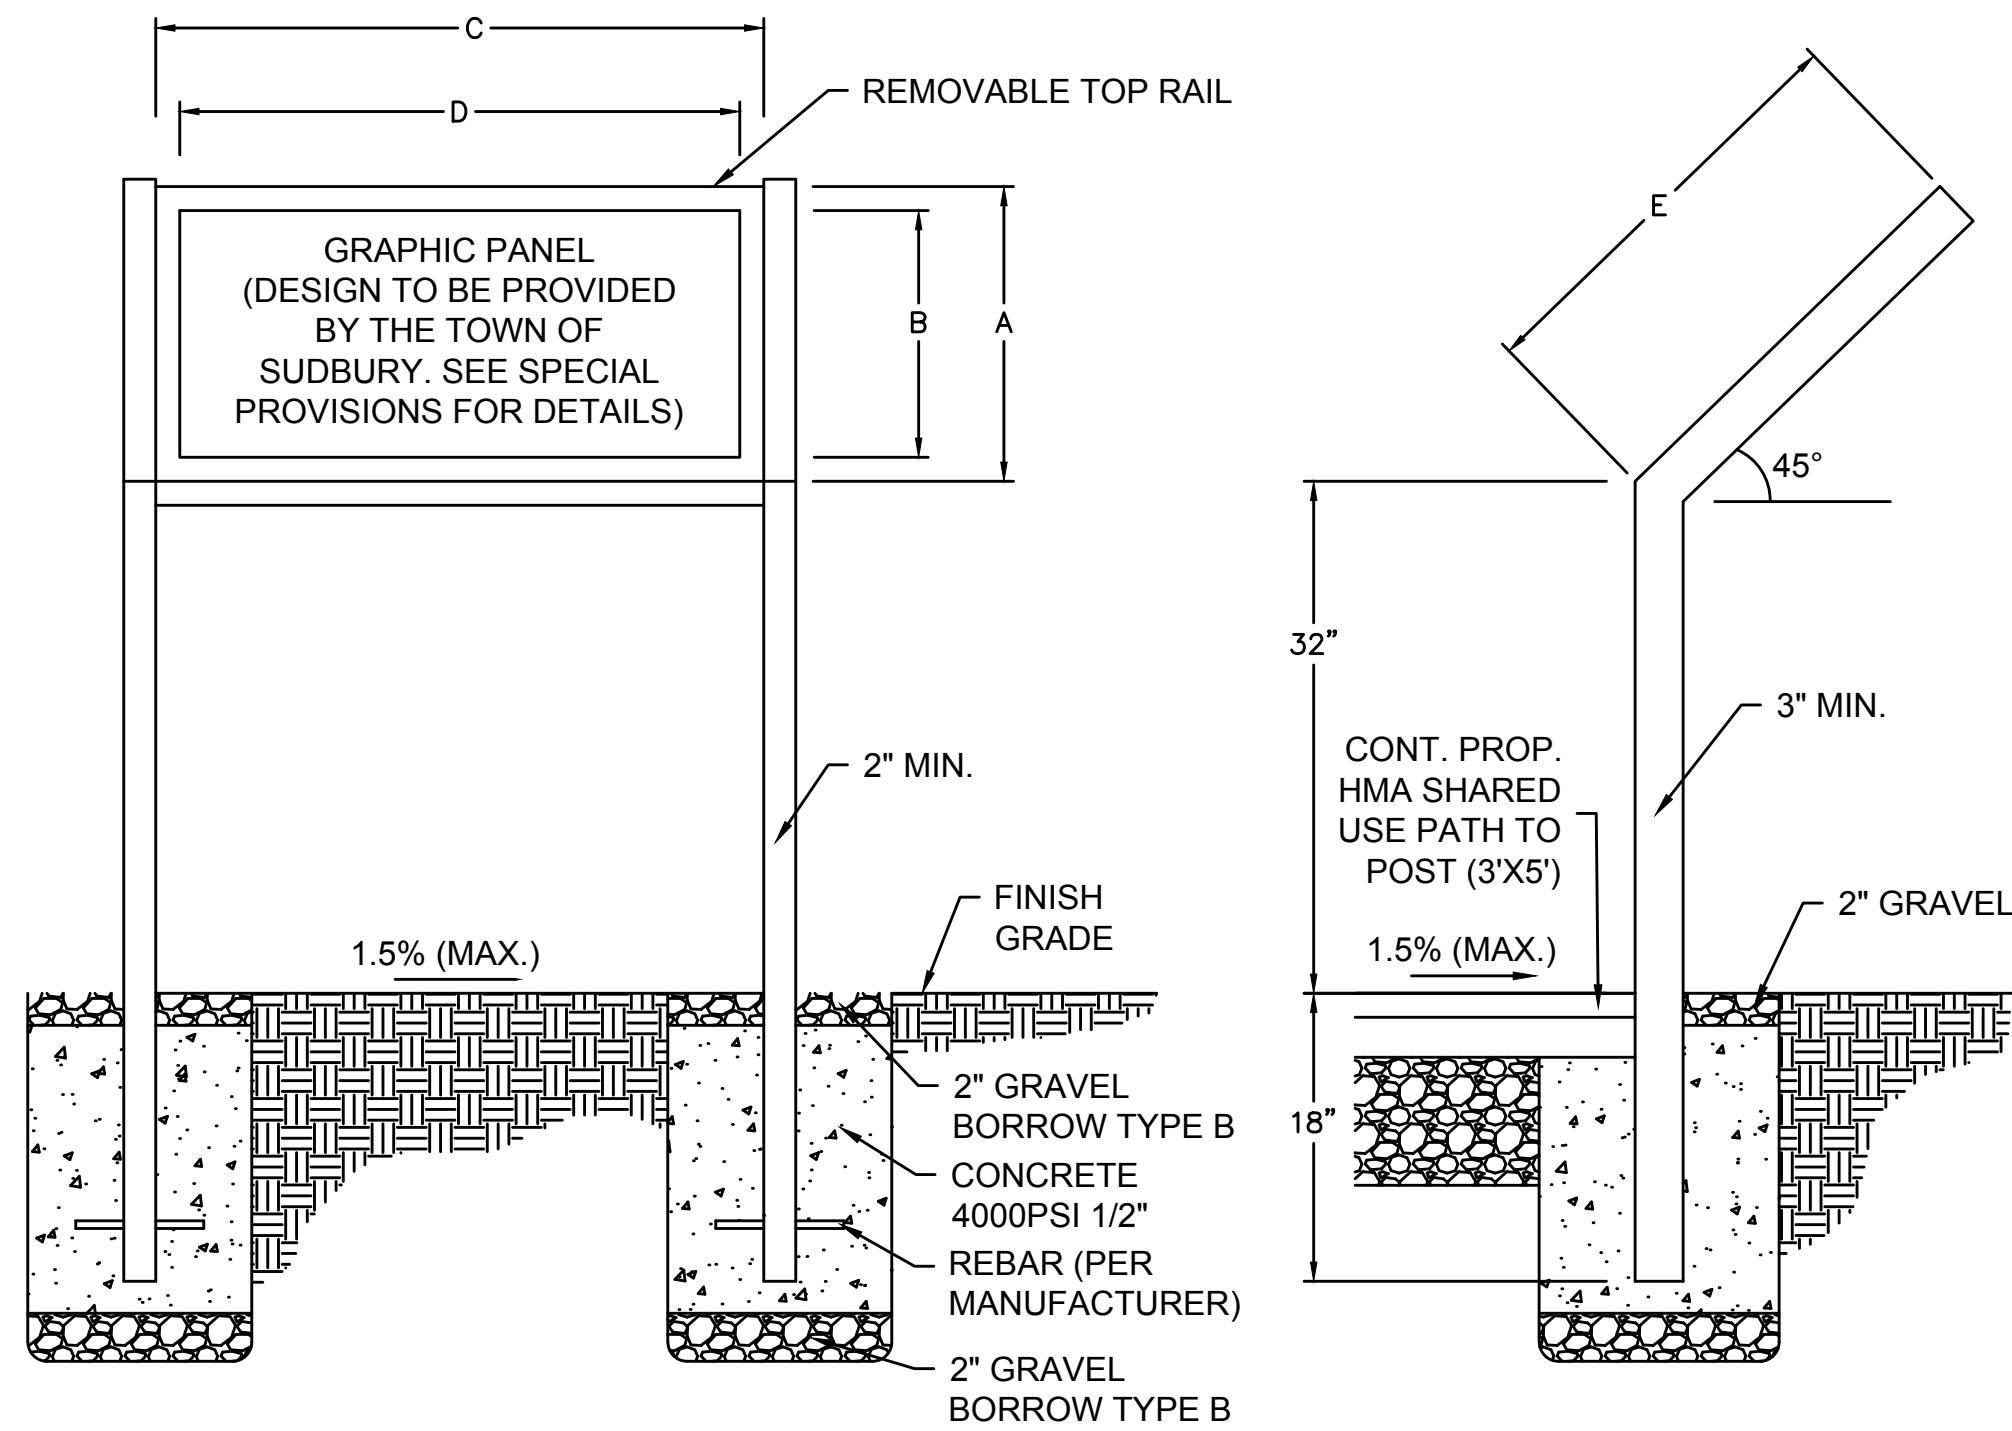 C
D
REMOVABLE TOP RAIL
GRAPHIC PANEL
(DESIGN TO BE PROVIDED
BY THE TOWN OF
SUDBURY. SEE SPECIAL
PROVISIONS FOR DETAILS)
B
A
2" MIN.
FINISH
GRADE
1.5% (MAX.)
2" GRAVEL
BORROW TYPE B
CONCRETE
4000PSI 1/2"
REBAR (PER
MANUFACTURER)
2" GRAVEL
BORROW TYPE B
E
45°
32”
3" MIN.
CONT. PROP.
HMA SHARED
USE PATH TO
POST (3'X5')
2" GRAVEL
1.5% (MAX.)
18”